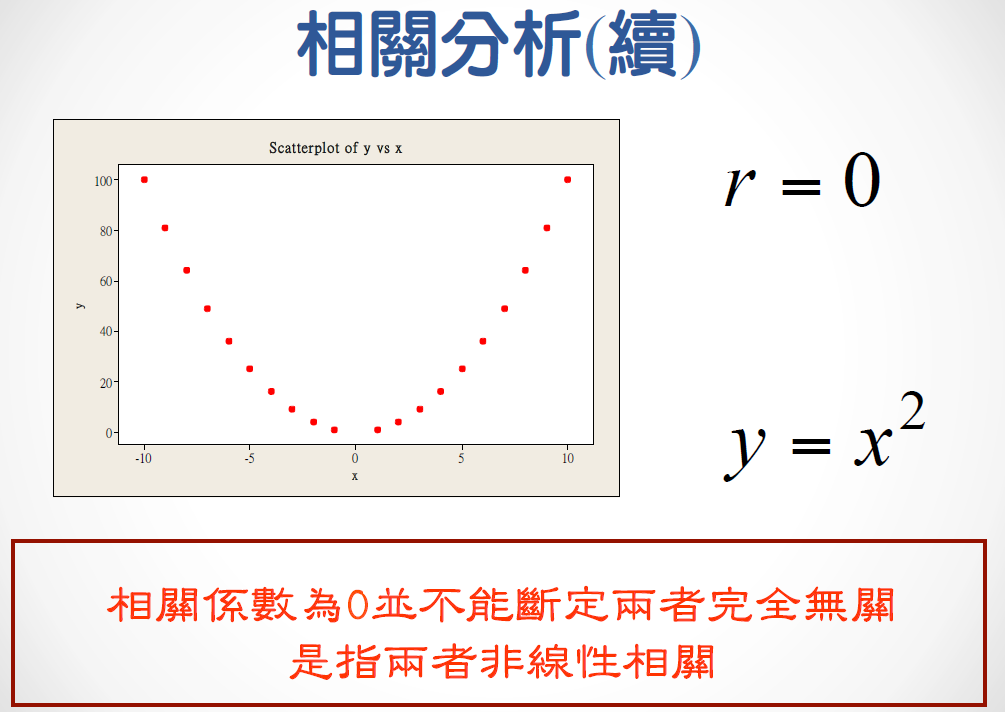 相關分析(續)
Scatterplot of y vs x
100
80
60
40
20
0
y
-10 -5 0 5 10
x
r = 0
y = x²
相關係數為0並不能斷定兩者完全無關
是指兩者非線性相關